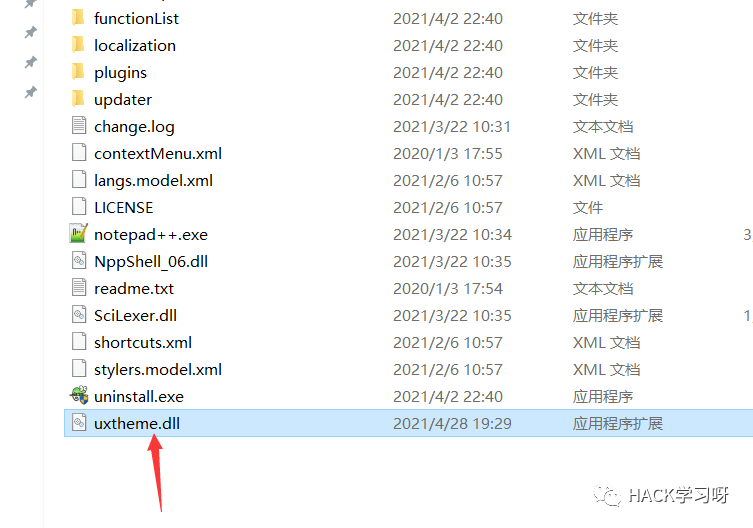 functionList 2021/4/2 22:40 文件夹
localization 2021/4/2 22:40 文件夹
plugins 2021/4/2 22:40 文件夹
updater 2021/4/2 22:40 文件夹
change.log 2021/3/22 10:31 文本文档
contextMenu.xml 2020/1/3 17:55 XML 文档
langs.model.xml 2021/2/6 10:57 XML 文档
LICENSE 2021/2/6 10:57 文件
notepad++.exe 2021/3/22 10:34 应用程序 3
NppShell_06.dll 2021/3/22 10:35 应用程序扩展
readme.txt 2020/1/3 17:54 文本文档
SciLexer.dll 2021/3/22 10:35 应用程序扩展 1,
shortcuts.xml 2021/2/6 10:57 XML 文档
stylers.model.xml 2021/2/6 10:57 XML 文档
uninstall.exe 2021/4/2 22:40 应用程序
uxtheme.dll 2021/4/28 19:29 应用程序扩展
HACK学习呀